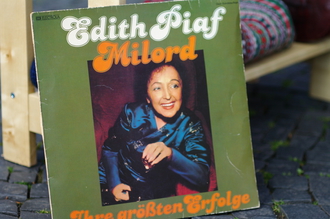 Edith Piaf
Milord
Ihre größten Erfolge